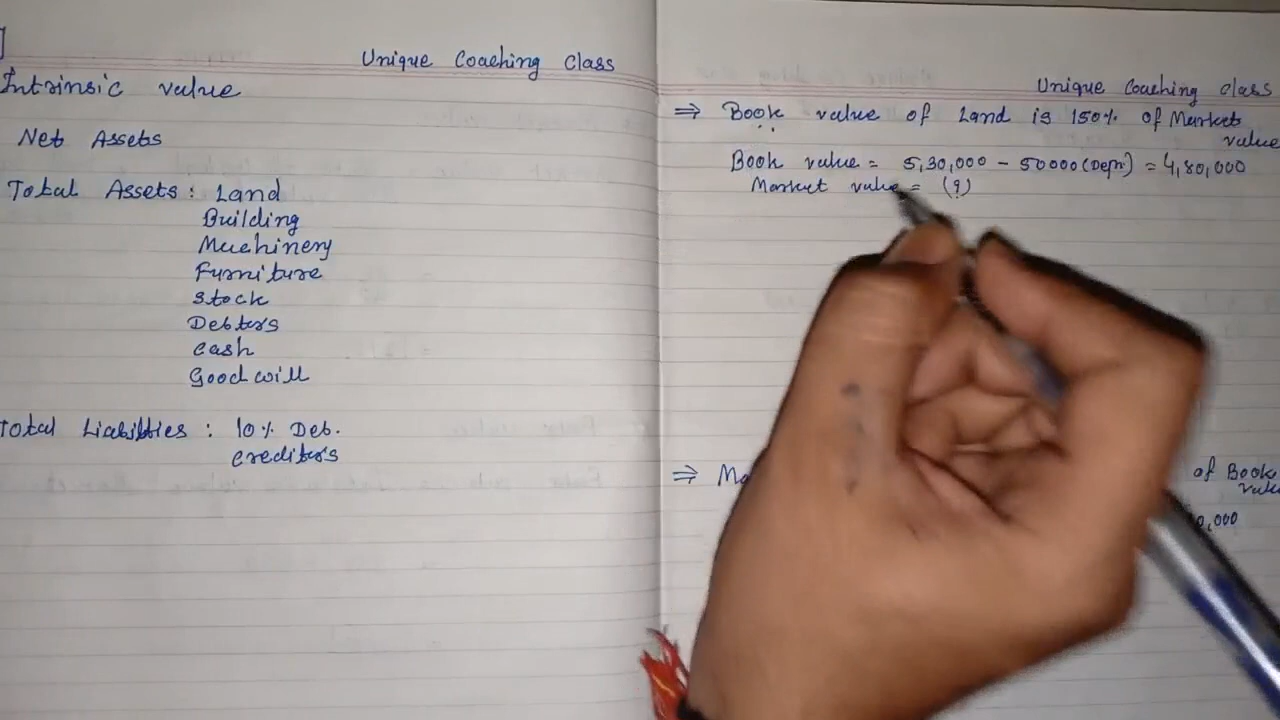 Unique Coaching Class
Intrinsic value
Net Assets
Total Assets : Land
Building
Machinery
Furniture
Stock
Debtors
Cash
Goodwill
Total Liabilities : 10% Deb.
Creditors
Unique Coaching Class
⇒ Book value of Land is 150% of Market
value
Book value = 5,30,000 - 50000 (Depn) = 4,80,000
Market value = (?)
⇒ of Book
value
0,000